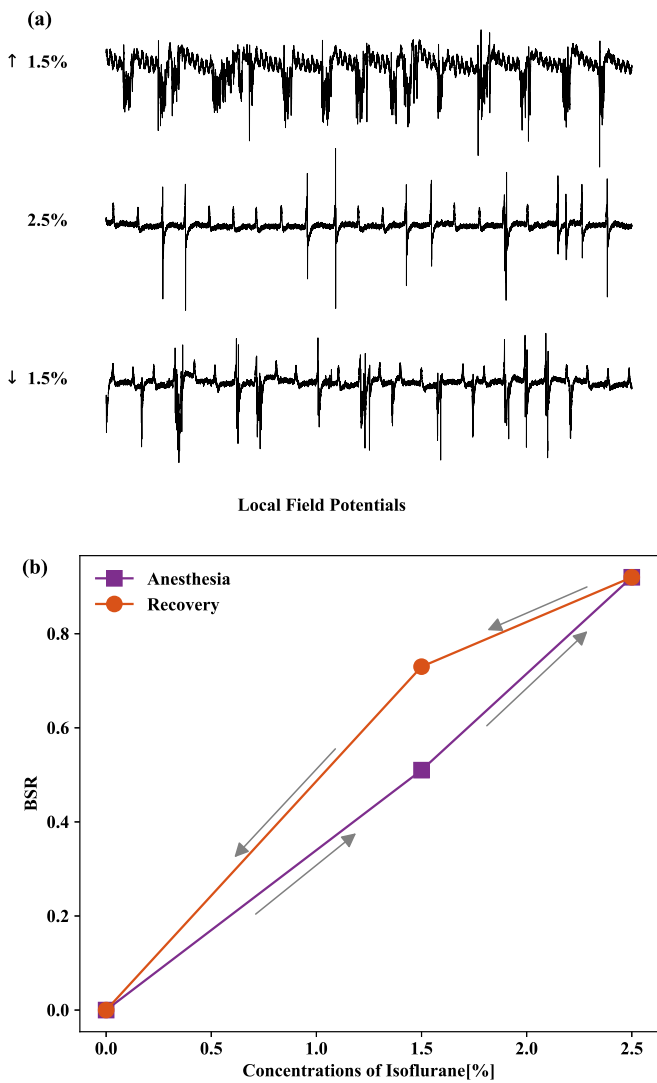 (a)
↑ 1.5%
2.5%
↓ 1.5%
Local Field Potentials
(b)
Anesthesia
Recovery
BSR
0.8
0.6
0.4
0.2
0.0
0.0 0.5 1.0 1.5 2.0 2.5
Concentrations of Isoflurane[%]